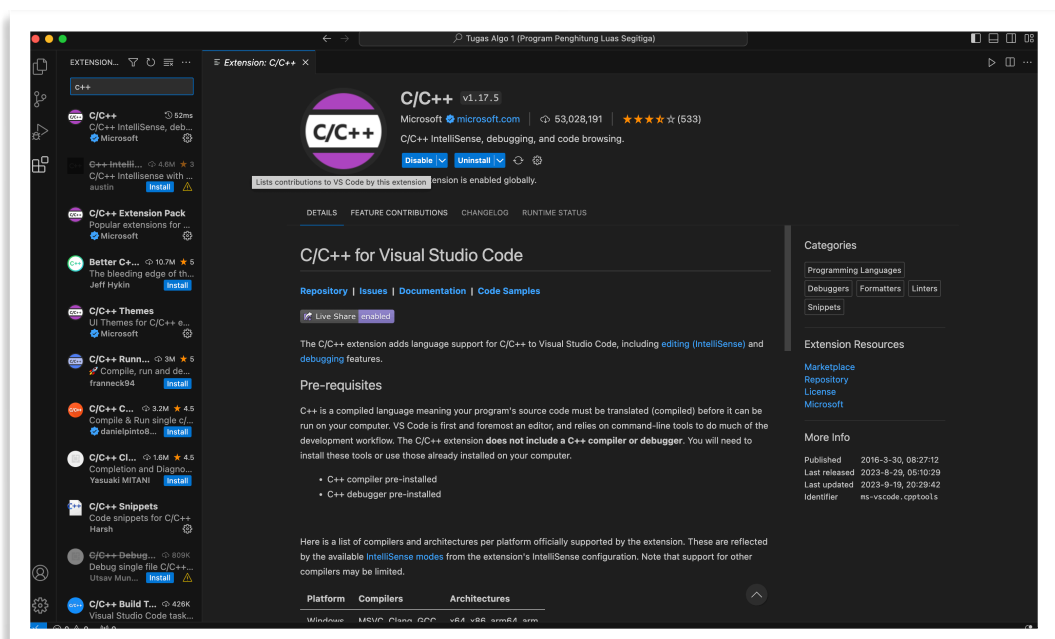 Tugas Algo 1 (Program Penghitung Luas Segitiga)
EXTENSION...
c++
C/C++ 52ms
C/C++ IntelliSense, deb...
Microsoft
C++ Intelli... 4.6M ★ 3
C/C++ Intellisense with ...
austin Install
C/C++ Extension Pack
Popular extensions for ...
Microsoft
Better C+... 10.7M ★ 5
The bleeding edge of th...
Jeff Hykin Install
C/C++ Themes
UI Themes for C/C++ e...
Microsoft
C/C++ Runn... 3M ★ 5
🚀 Compile, run and de...
franneck94 Install
C/C++ C... 3.2M ★ 4.5
Compile & Run single c/...
danielpinto8... Install
C/C++ Cl... 1.6M ★ 4.5
Completion and Diagno...
Yasuaki MITANI Install
C/C++ Snippets
Code snippets for C/C++
Harsh
C/C++ Debug... 809K
Debug single file C/C++...
Utsav Mun... Install
C/C++ Build T... 426K
Visual Studio Code task...
Extension: C/C++
C/C++
C/C++ v1.17.5
Microsoft microsoft.com | 53,028,191 | ★★★★☆(533)
C/C++ IntelliSense, debugging, and code browsing.
Disable Uninstall
Lists contributions to VS Code by this extension
ension is enabled globally.
DETAILS FEATURE CONTRIBUTIONS CHANGELOG RUNTIME STATUS
C/C++ for Visual Studio Code
Repository | Issues | Documentation | Code Samples
Live Share enabled
The C/C++ extension adds language support for C/C++ to Visual Studio Code, including editing (IntelliSense) and
debugging features.
Pre-requisites
C++ is a compiled language meaning your program's source code must be translated (compiled) before it can be
run on your computer. VS Code is first and foremost an editor, and relies on command-line tools to do much of the
development workflow. The C/C++ extension does not include a C++ compiler or debugger. You will need to
install these tools or use those already installed on your computer.
• C++ compiler pre-installed
• C++ debugger pre-installed
Here is a list of compilers and architectures per platform officially supported by the extension. These are reflected
by the available IntelliSense modes from the extension's IntelliSense configuration. Note that support for other
compilers may be limited.
Platform Compilers Architectures
Windows MSVC, Clang, GCC x64, x86, arm64, arm
Categories
Programming Languages
Debuggers Formatters Linters
Snippets
Extension Resources
Marketplace
Repository
License
Microsoft
More Info
Published 2016-3-30, 08:27:12
Last released 2023-8-29, 05:10:29
Last updated 2023-9-19, 20:29:42
Identifier ms-vscode.cpptools